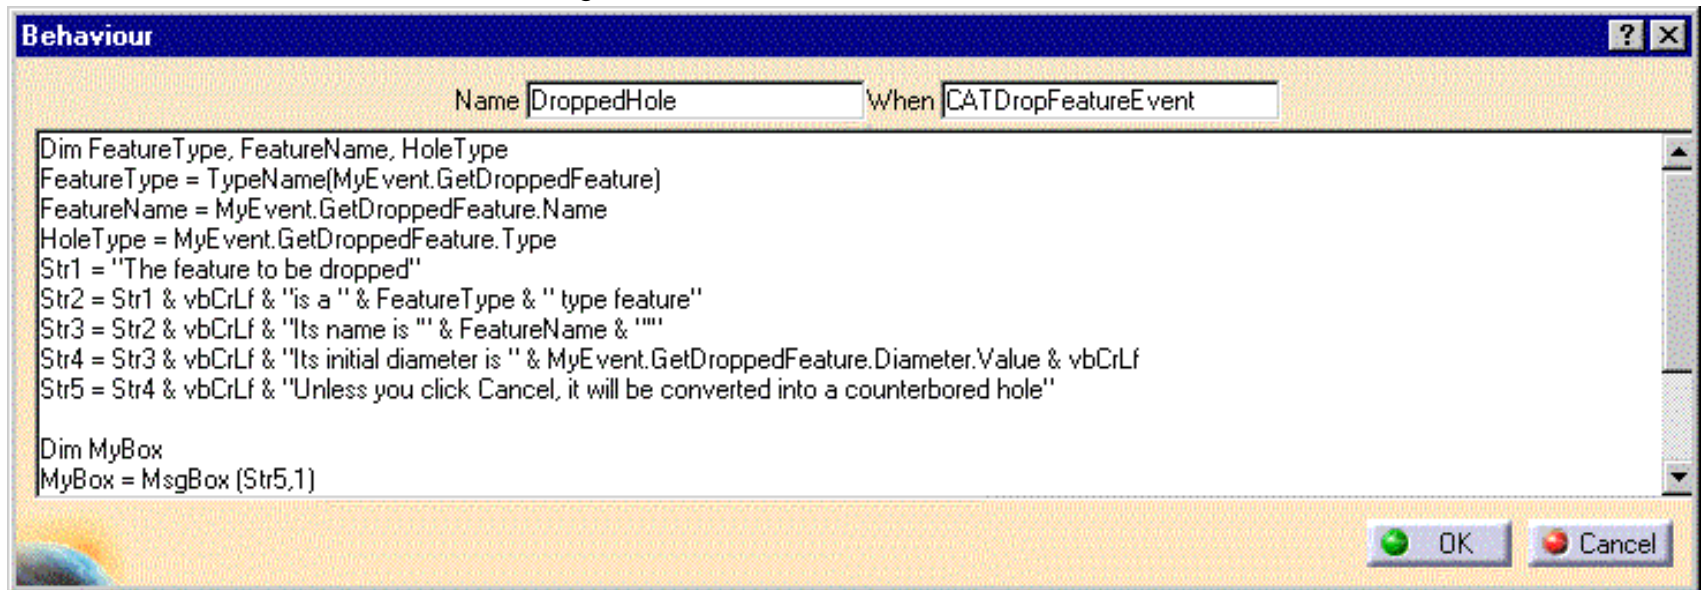 Behaviour
Name DroppedHole When CATDropFeatureEvent
Dim FeatureType, FeatureName, HoleType
FeatureType = TypeName(MyEvent.GetDroppedFeature)
FeatureName = MyEvent.GetDroppedFeature.Name
HoleType = MyEvent.GetDroppedFeature.Type
Str1 = "The feature to be dropped"
Str2 = Str1 & vbCrLf & "is a " & FeatureType & " type feature"
Str3 = Str2 & vbCrLf & "Its name is '" & FeatureName & "'"
Str4 = Str3 & vbCrLf & "Its initial diameter is " & MyEvent.GetDroppedFeature.Diameter.Value & vbCrLf
Str5 = Str4 & vbCrLf & "Unless you click Cancel, it will be converted into a counterbored hole"
Dim MyBox
MyBox = MsgBox (Str5,1)
OK Cancel